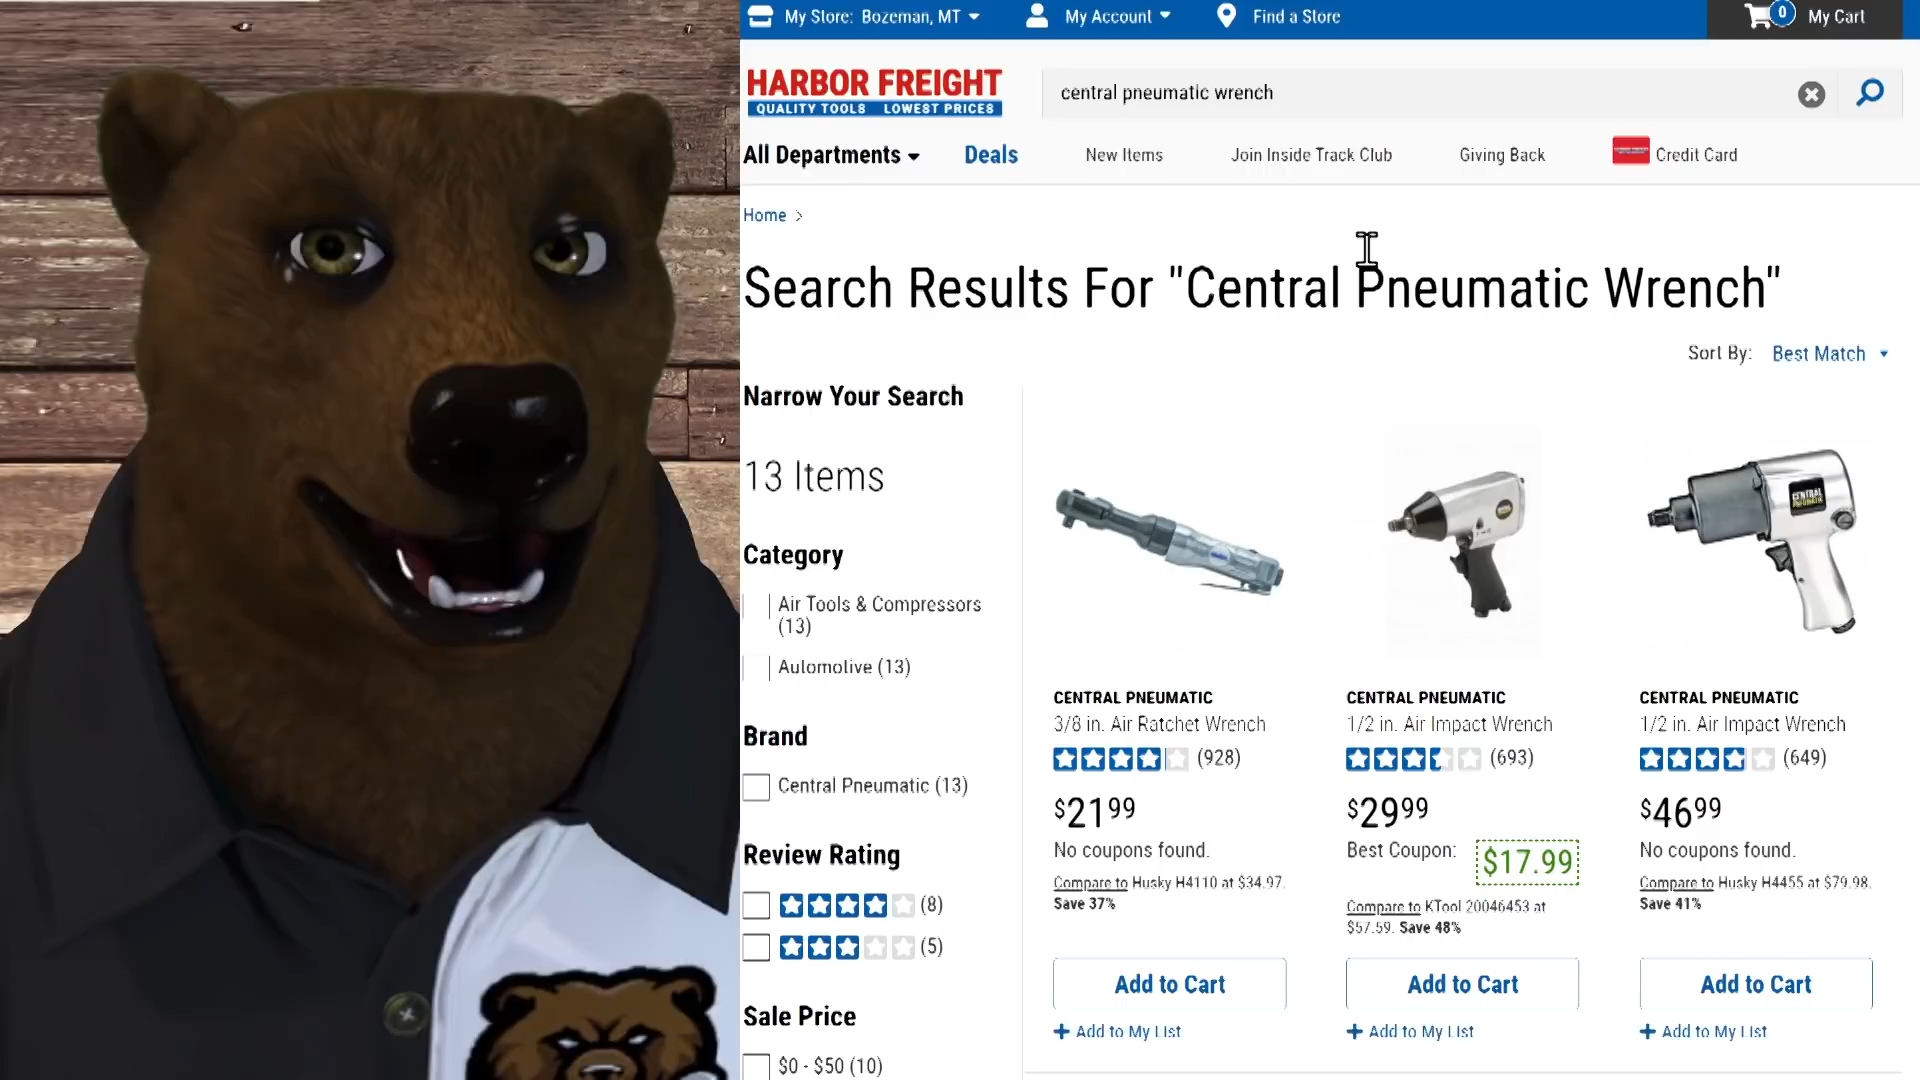 My Store: Bozeman, MT
My Account
Find a Store
0
My Cart
HARBOR FREIGHT
QUALITY TOOLS LOWEST PRICES
central pneumatic wrench
All Departments
Deals
New Items
Join Inside Track Club
Giving Back
Credit Card
Home >
Search Results For "Central Pneumatic Wrench"
Sort By: Best Match
Narrow Your Search
13 Items
Category
Air Tools & Compressors
(13)
Automotive (13)
Brand
Central Pneumatic (13)
Review Rating
(8)
(5)
Sale Price
$0 - $50 (10)
CENTRAL PNEUMATIC
3/8 in. Air Ratchet Wrench
(928)
$21 99
No coupons found.
Compare to Husky H4110 at $34.97.
Save 37%
Add to Cart
+ Add to My List
CENTRAL PNEUMATIC
1/2 in. Air Impact Wrench
(693)
$29 99
Best Coupon: $17.99
Compare to KTool 20046453 at
$57.59. Save 48%
Add to Cart
+ Add to My List
CENTRAL
PNEUMATIC
CENTRAL PNEUMATIC
1/2 in. Air Impact Wrench
(649)
$46 99
No coupons found.
Compare to Husky H4455 at $79.98.
Save 41%
Add to Cart
+ Add to My List